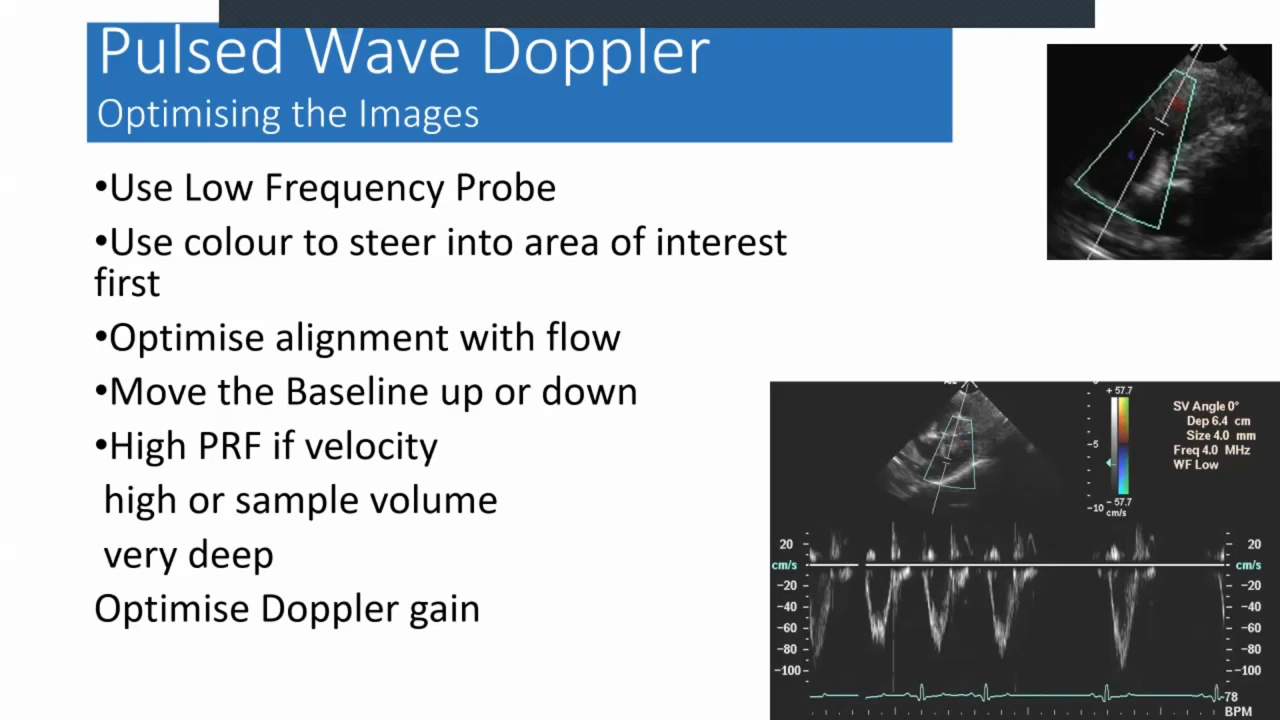 Pulsed Wave Doppler
Optimising the Images
•Use Low Frequency Probe
•Use colour to steer into area of interest
first
•Optimise alignment with flow
•Move the Baseline up or down
•High PRF if velocity
high or sample volume
very deep
Optimise Doppler gain
+ 57.7
-5
-10
- 57.7
cm/s
SV Angle 0°
Dep 6.4 cm
Size 4.0 mm
Freq 4.0 MHz
WF Low
20
cm/s
-20
-40
-60
-80
-100
20
cm/s
-20
-40
-60
-80
-100
78
BPM